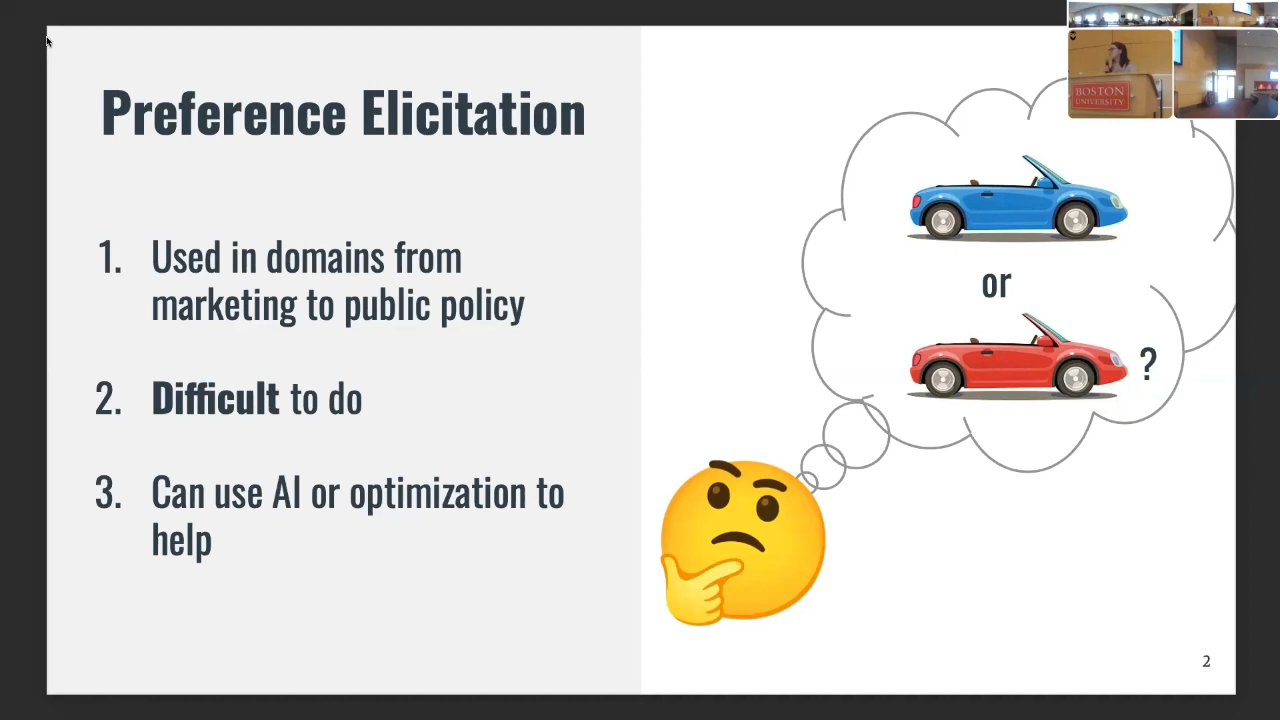 Preference Elicitation
1. Used in domains from
marketing to public policy
2. Difficult to do
3. Can use AI or optimization to
help
or
?
2
BOSTON
UNIVERSITY